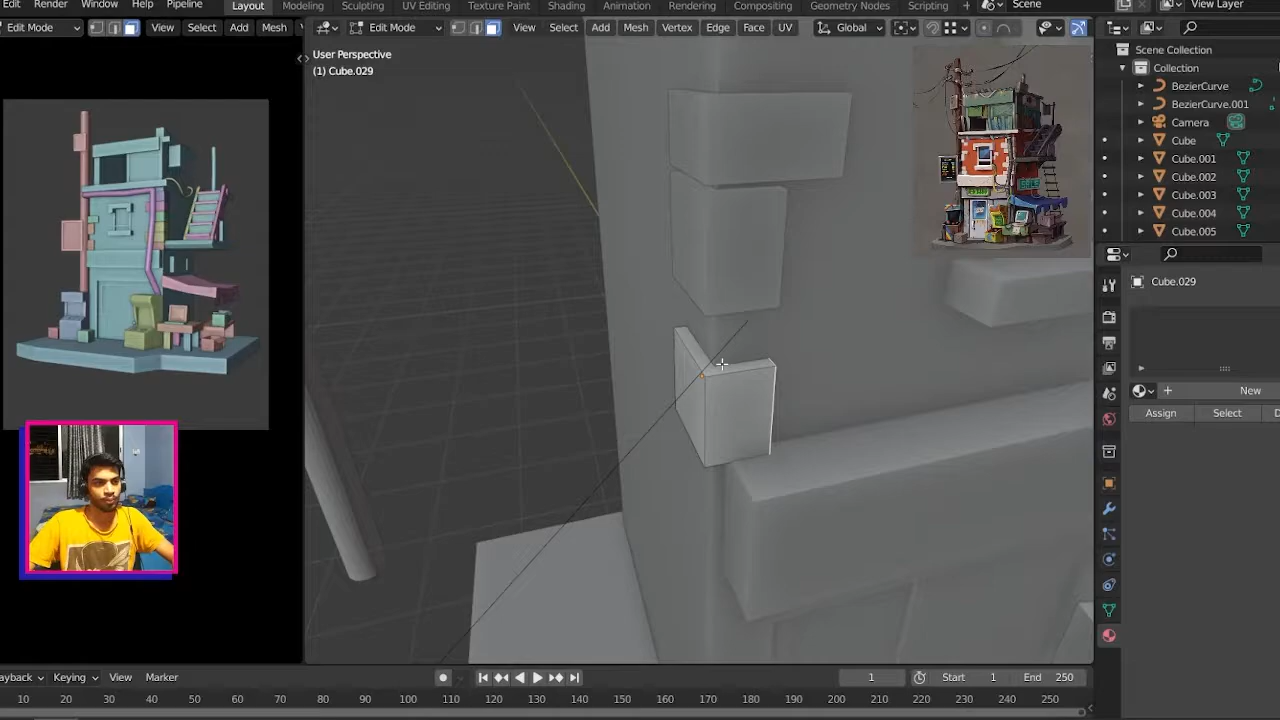 Edit Render Window Help Pipeline Layout Modeling Sculpting UV Editing Texture Paint Shading Animation Rendering Compositing Geometry Nodes Scripting + Scene View Layer
Edit Mode View Select Add Mesh
Edit Mode View Select Add Mesh Vertex Edge Face UV Global
User Perspective
(1) Cube.029
Scene Collection
Collection
BezierCurve
BezierCurve.001
Camera
Cube
Cube.001
Cube.002
Cube.003
Cube.004
Cube.005
Cube.029
+ New
Assign Select
ayback Keying View Marker
1 Start 1 End 250
10 20 30 40 50 60 70 80 90 100 110 120 130 140 150 160 170 180 190 200 210 220 230 240 250